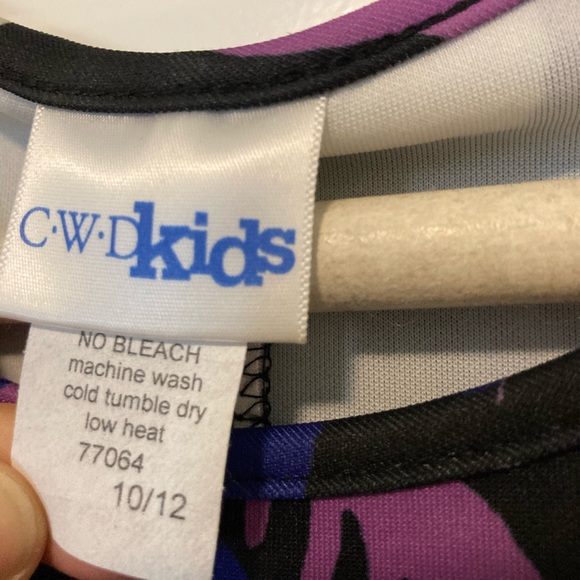 C·W·Dkids
NO BLEACH
machine wash
cold tumble dry
low heat
77064
10/12